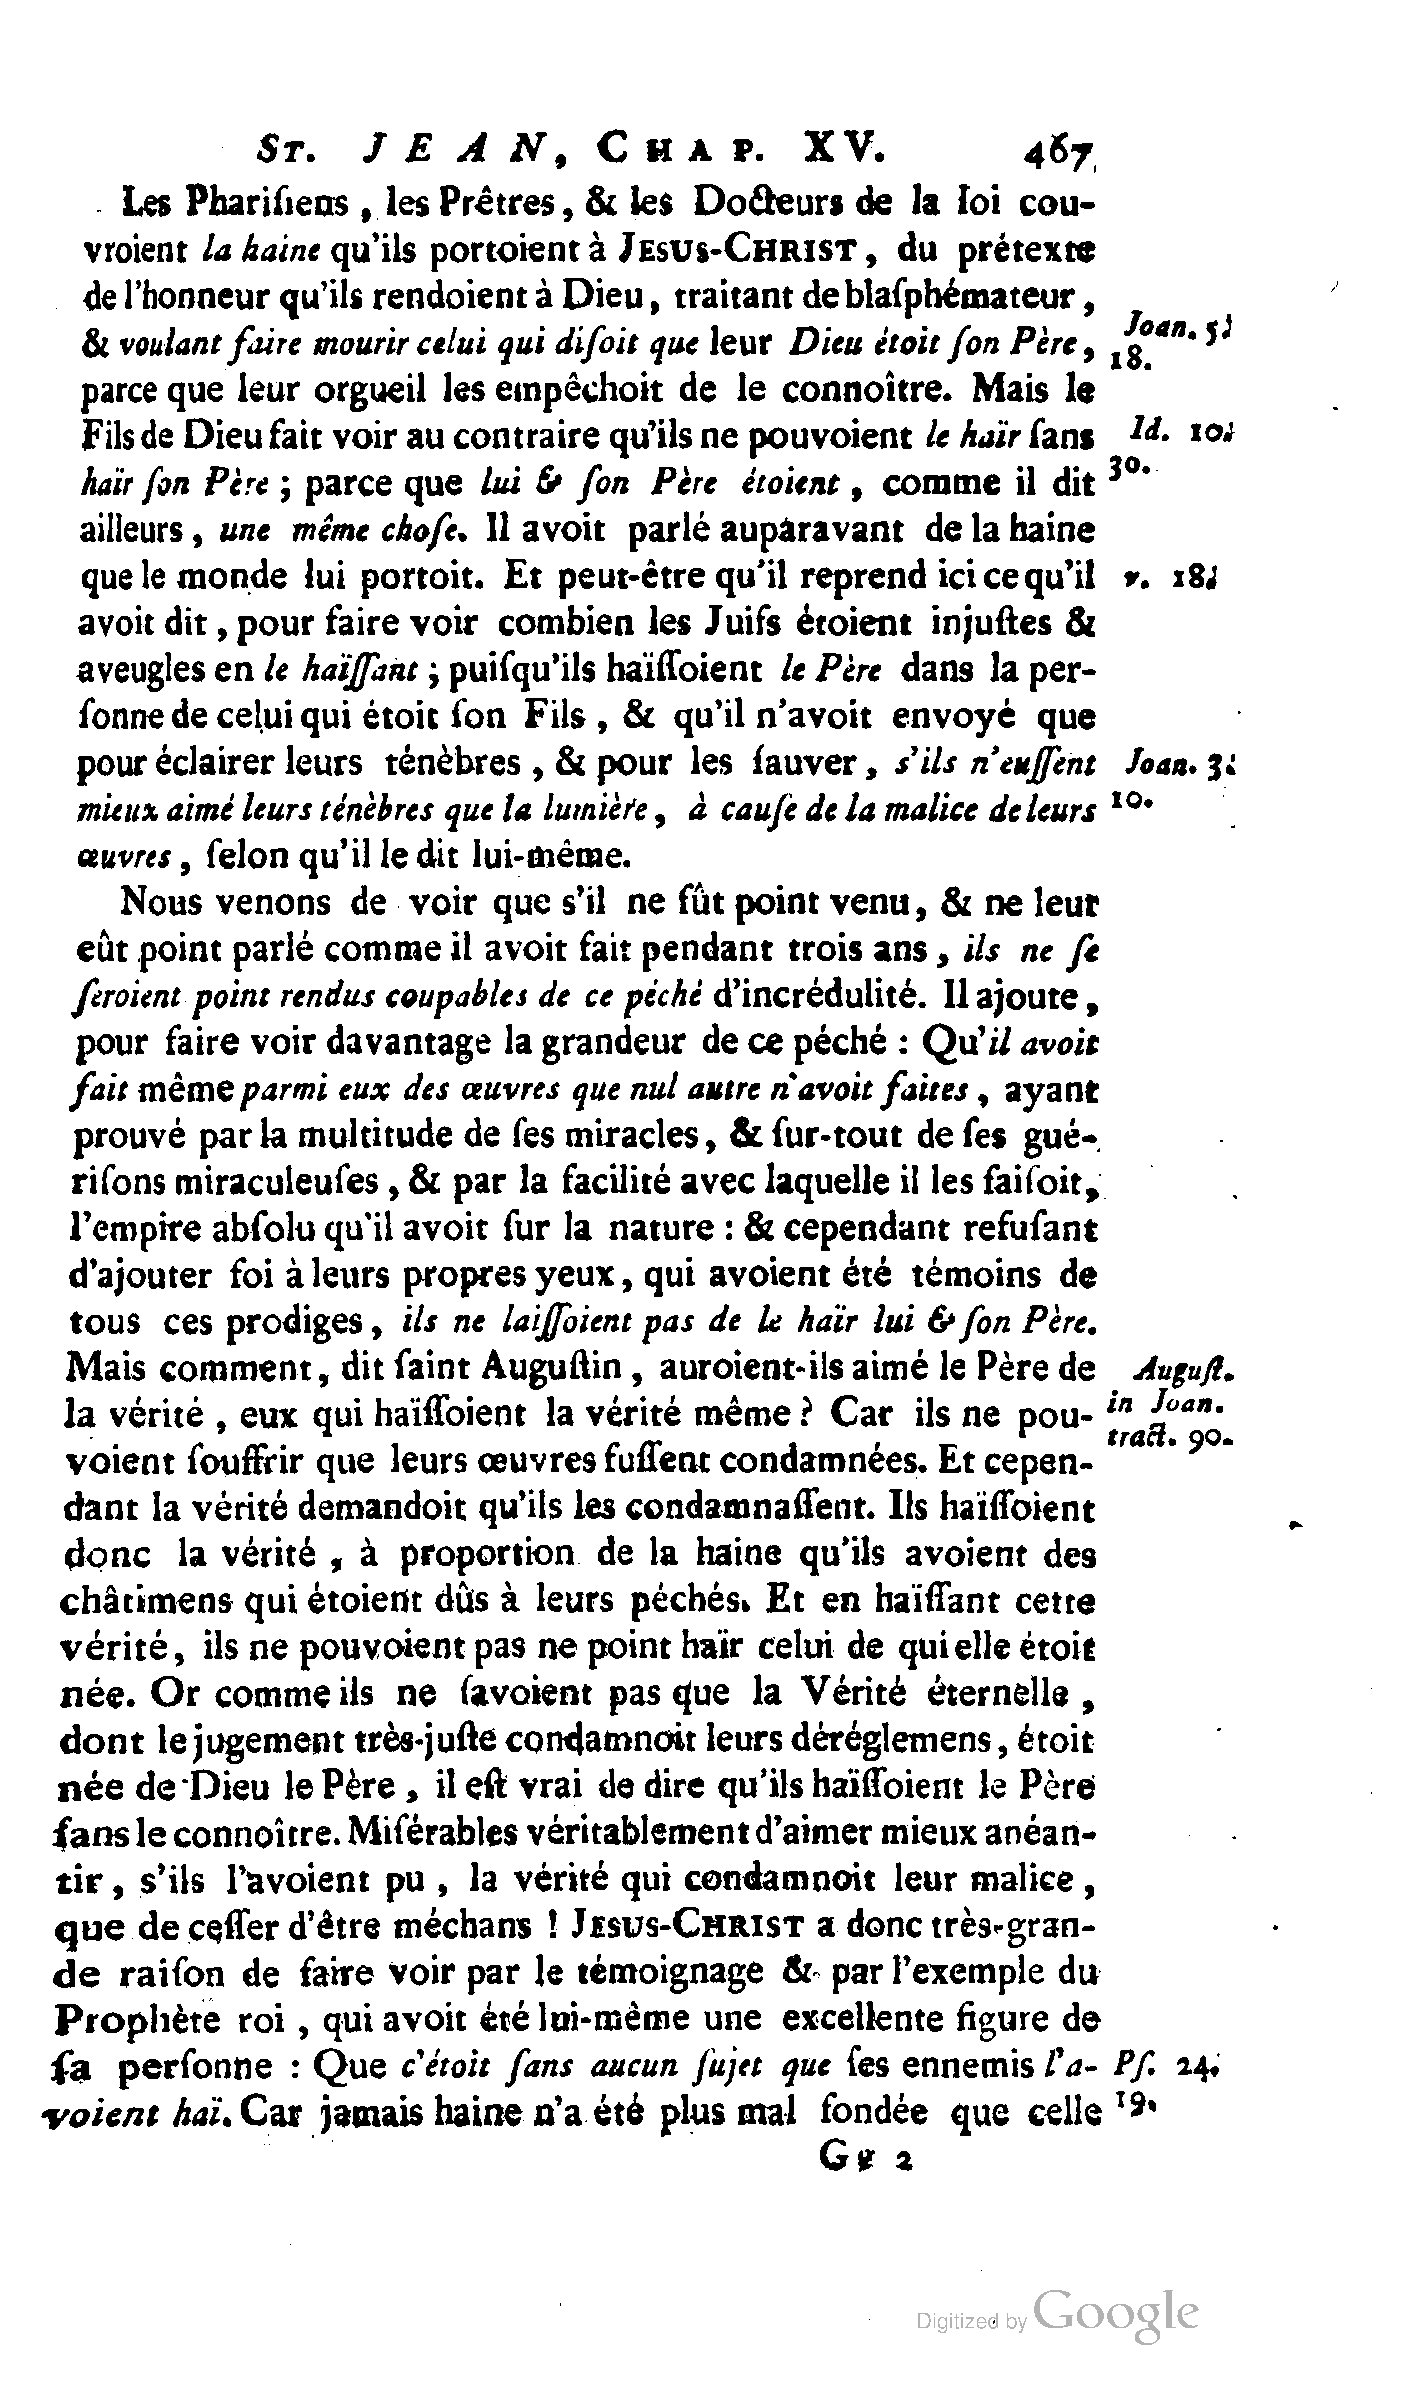 ST. JEAN, CHAP. XV. 467
Les Phariſiens, les Prêtres, & les Docteurs de la loi cou-
vroient la haine qu'ils portoient à JESUS-CHRIST, du prétexte
de l'honneur qu'ils rendoient à Dieu, traitant de blaſphémateur,
& voulant faire mourir celui qui diſoit que leur Dieu étoit ſon Père,
Joan. 5.
18.
parce que leur orgueil les empêchoit de le connoître. Mais le
Fils de Dieu fait voir au contraire qu'ils ne pouvoient le haïr ſans
Id. 10.
30.
haïr ſon Père ; parce que lui & ſon Père étoient, comme il dit
ailleurs, une même choſe. Il avoit parlé auparavant de la haine
que le monde lui portoit. Et peut-être qu'il reprend ici ce qu'il
v. 18.
avoit dit, pour faire voir combien les Juifs étoient injuſtes &
aveugles en le haïſſant ; puiſqu'ils haïſſoient le Père dans la per-
ſonne de celui qui étoit ſon Fils, & qu'il n'avoit envoyé que
pour éclairer leurs ténèbres, & pour les ſauver, s'ils n'euſſent
Joan. 3.
10.
mieux aimé leurs ténèbres que la lumière, à cauſe de la malice de leurs
œuvres, ſelon qu'il le dit lui-même.
Nous venons de voir que s'il ne fût point venu, & ne leur
eût point parlé comme il avoit fait pendant trois ans, ils ne ſe
ſeroient point rendus coupables de ce péché d'incrédulité. Il ajoute,
pour faire voir davantage la grandeur de ce péché : Qu'il avoit
fait même parmi eux des œuvres que nul autre n'avoit faites, ayant
prouvé par la multitude de ſes miracles, & ſur-tout de ſes gué-
riſons miraculeuſes, & par la facilité avec laquelle il les faiſoit,
l'empire abſolu qu'il avoit ſur la nature : & cependant refuſant
d'ajouter foi à leurs propres yeux, qui avoient été témoins de
tous ces prodiges, ils ne laiſſoient pas de le haïr lui & ſon Père.
Mais comment, dit ſaint Auguſtin, auroient-ils aimé le Père de
Auguſt.
in Joan.
tract. 90.
la vérité, eux qui haïſſoient la vérité même ? Car ils ne pou-
voient ſouffrir que leurs œuvres fuſſent condamnées. Et cepen-
dant la vérité demandoit qu'ils les condamnaſſent. Ils haïſſoient
donc la vérité, à proportion de la haine qu'ils avoient des
châtimens qui étoient dûs à leurs péchés. Et en haïſſant cette
vérité, ils ne pouvoient pas ne point haïr celui de qui elle étoit
née. Or comme ils ne ſavoient pas que la Vérité éternelle,
dont le jugement très-juſte condamnoit leurs déréglemens, étoit
née de Dieu le Père, il eſt vrai de dire qu'ils haïſſoient le Père
ſans le connoître. Miſérables véritablement d'aimer mieux anéan-
tir, s'ils l'avoient pu, la vérité qui condamnoit leur malice,
que de ceſſer d'être méchans ! JESUS-CHRIST a donc très-gran-
de raiſon de faire voir par le témoignage & par l'exemple du
Prophète roi, qui avoit été lui-même une excellente figure de
ſa perſonne : Que c'étoit ſans aucun ſujet que ſes ennemis l'a-
Pſ. 24.
19.
voient haï. Car jamais haine n'a été plus mal fondée que celle
Gg 2
Digitized by Google